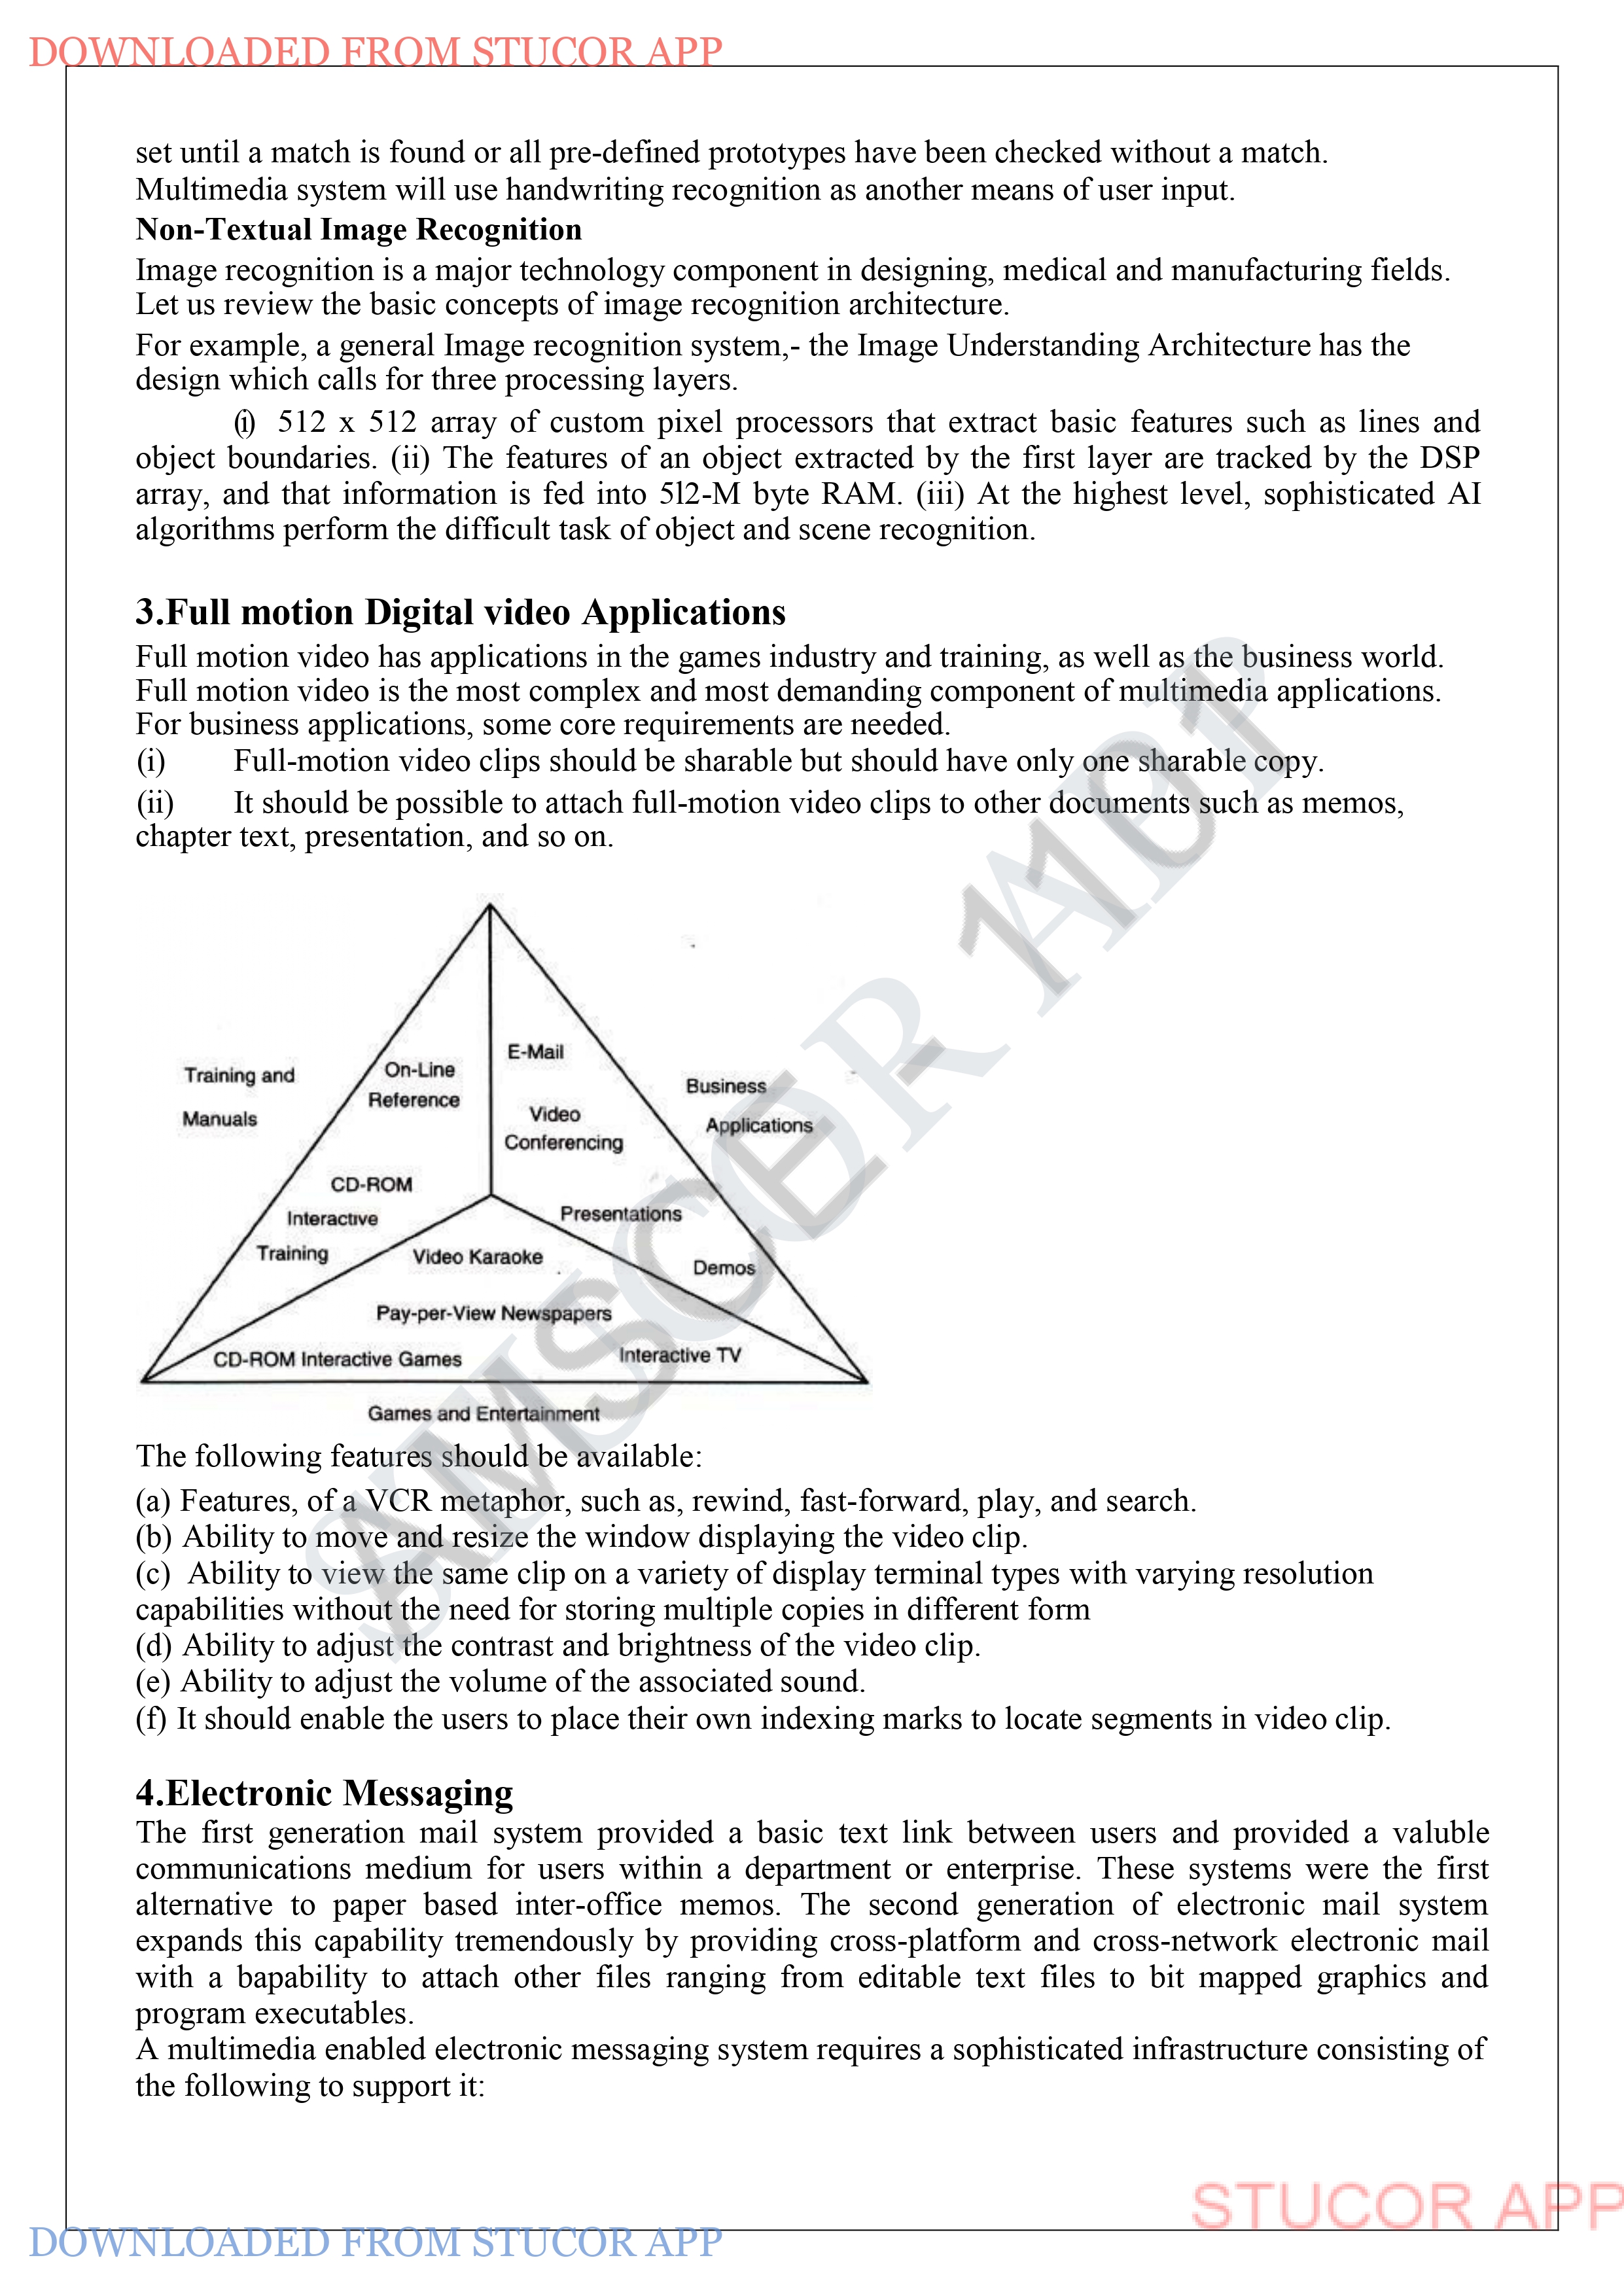 DOWNLOADED FROM STUCOR APP
set until a match is found or all pre-defined prototypes have been checked without a match.
Multimedia system will use handwriting recognition as another means of user input.
Non-Textual Image Recognition
Image recognition is a major technology component in designing, medical and manufacturing fields.
Let us review the basic concepts of image recognition architecture.
For example, a general Image recognition system,- the Image Understanding Architecture has the
design which calls for three processing layers.
(i) 512 x 512 array of custom pixel processors that extract basic features such as lines and
object boundaries. (ii) The features of an object extracted by the first layer are tracked by the DSP
array, and that information is fed into 5l2-M byte RAM. (iii) At the highest level, sophisticated AI
algorithms perform the difficult task of object and scene recognition.
3.Full motion Digital video Applications
Full motion video has applications in the games industry and training, as well as the business world.
Full motion video is the most complex and most demanding component of multimedia applications.
For business applications, some core requirements are needed.
(i) Full-motion video clips should be sharable but should have only one sharable copy.
(ii) It should be possible to attach full-motion video clips to other documents such as memos,
chapter text, presentation, and so on.
Training and
Manuals
On-Line
Reference
CD-ROM
Interactive
Training
E-Mail
Video
Conferencing
Presentations
Demos
Business
Applications
Video Karaoke
Pay-per-View Newspapers
CD-ROM Interactive Games
Interactive TV
Games and Entertainment
The following features should be available:
(a) Features, of a VCR metaphor, such as, rewind, fast-forward, play, and search.
(b) Ability to move and resize the window displaying the video clip.
(c) Ability to view the same clip on a variety of display terminal types with varying resolution
capabilities without the need for storing multiple copies in different form
(d) Ability to adjust the contrast and brightness of the video clip.
(e) Ability to adjust the volume of the associated sound.
(f) It should enable the users to place their own indexing marks to locate segments in video clip.
4.Electronic Messaging
The first generation mail system provided a basic text link between users and provided a valuble
communications medium for users within a department or enterprise. These systems were the first
alternative to paper based inter-office memos. The second generation of electronic mail system
expands this capability tremendously by providing cross-platform and cross-network electronic mail
with a bapability to attach other files ranging from editable text files to bit mapped graphics and
program executables.
A multimedia enabled electronic messaging system requires a sophisticated infrastructure consisting of
the following to support it:
AMSCE 1101
STUCOR APP
STUCOR APP
DOWNLOADED FROM STUCOR APP